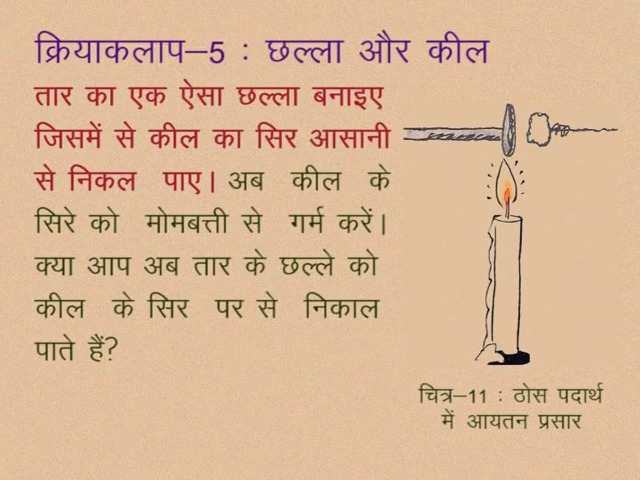 क्रियाकलाप–5 : छल्ला और कील
तार का एक ऐसा छल्ला बनाइए
जिसमें से कील का सिर आसानी
से निकल पाए। अब कील के
सिरे को मोमबत्ती से गर्म करें।
क्या आप अब तार के छल्ले को
कील के सिर पर से निकाल
पाते हैं?
चित्र–11 : ठोस पदार्थ
में आयतन प्रसार